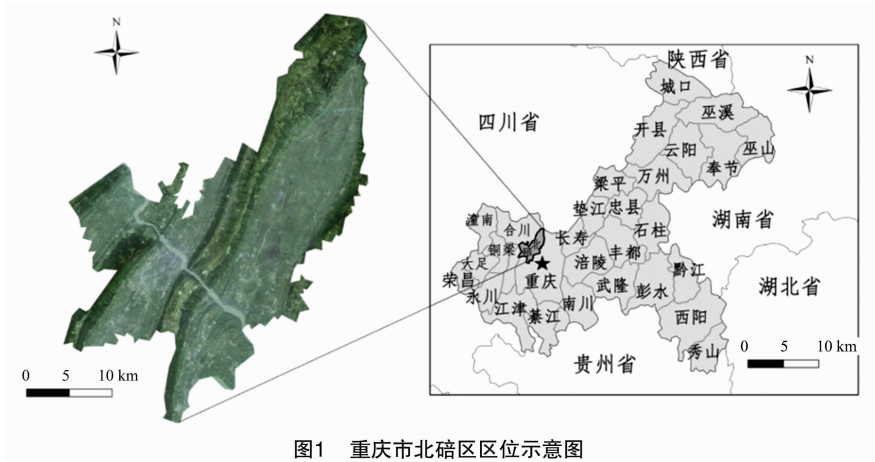 N
0 5 10 km
N
陕西省
城口
四川省
巫溪
开县
云阳
巫山
奉节
万州
梁平
垫江
忠县
潼南
合川
石柱
湖南省
长寿
铜梁
丰都
大足
涪陵
黔江
荣昌
重庆
武隆
彭水
湖北省
永川
江津
綦江
南川
西阳
秀山
贵州省
0 5 10 km
图1 重庆市北碚区区位示意图